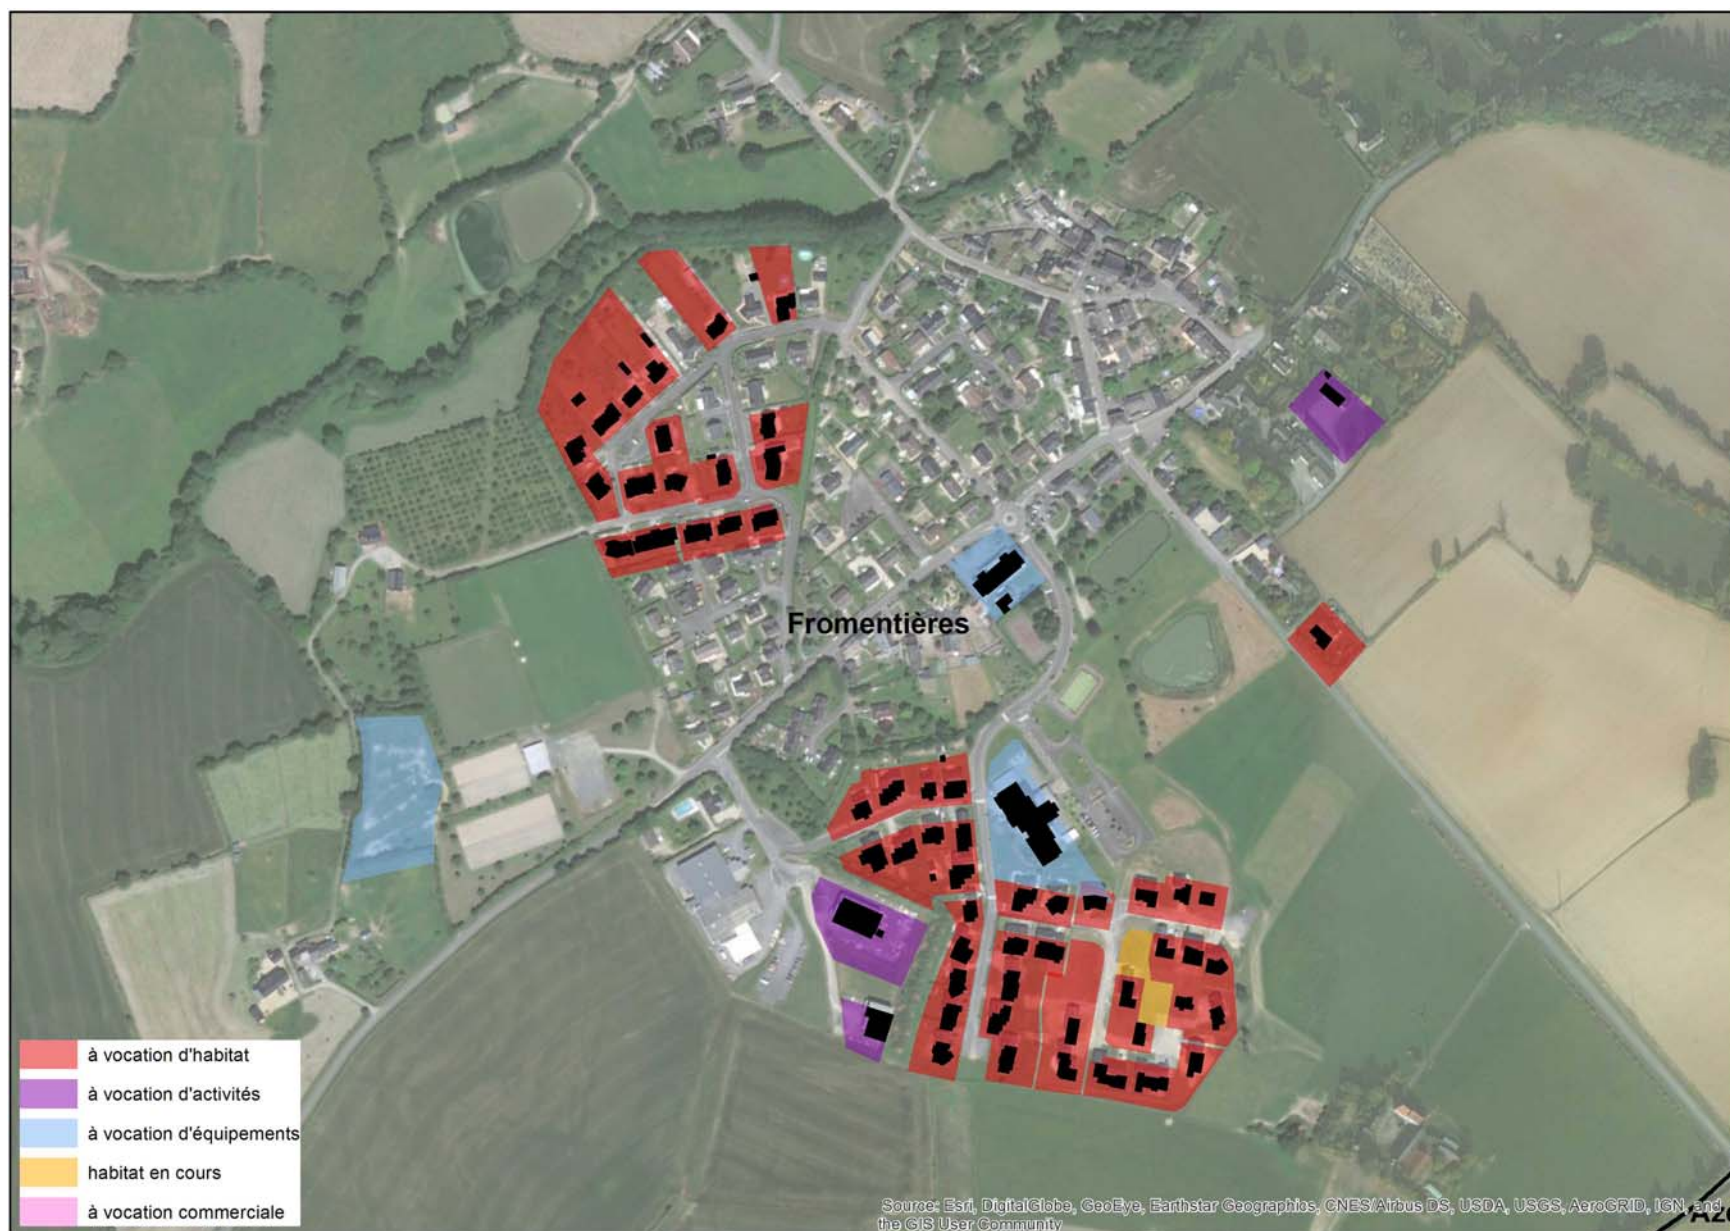 Fromentières
à vocation d'habitat
à vocation d'activités
à vocation d'équipements
habitat en cours
à vocation commerciale
Source: Esri, DigitalGlobe, GeoEye, Earthstar Geographics, CNES/Airbus DS, USDA, USGS, AeroGRID, IGN, and
the GIS User Community